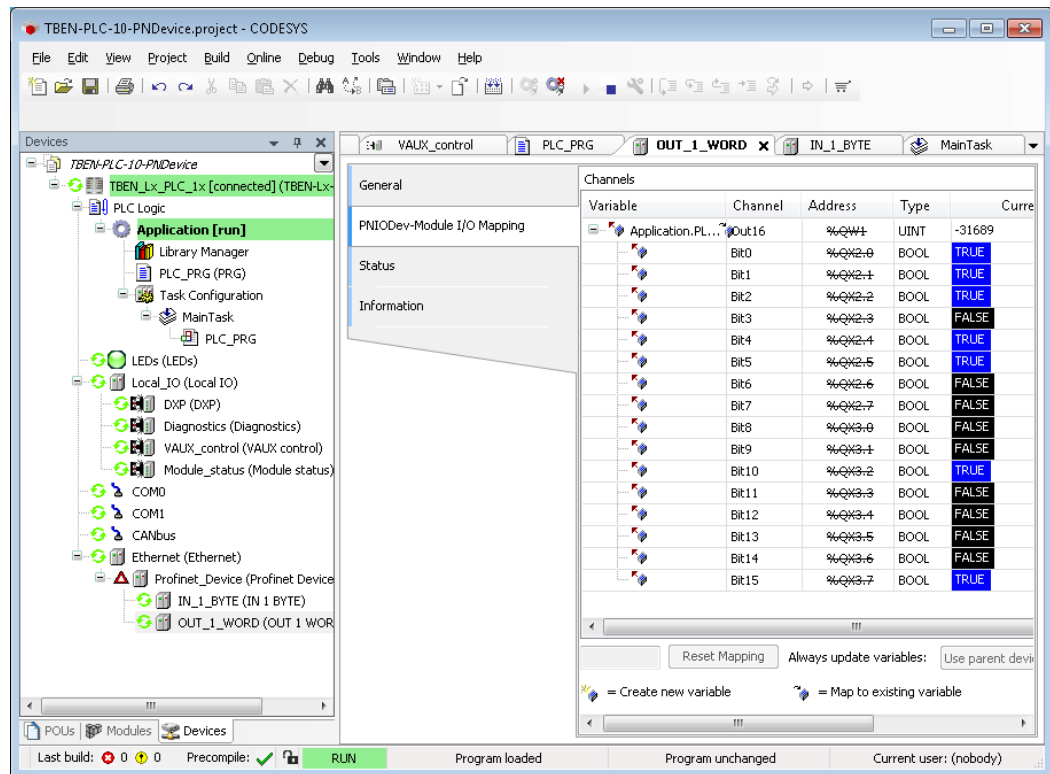 TBEN-PLC-10-PNDevice.project - CODESYS
File Edit View Project Build Online Debug Tools Window Help
Devices
TBEN-PLC-10-PNDevice
TBEN_Lx_PLC_1x [connected] (TBEN-Lx-
PLC Logic
Application [run]
Library Manager
PLC_PRG (PRG)
Task Configuration
MainTask
PLC_PRG
LEDs (LEDs)
Local_IO (Local IO)
DXP (DXP)
Diagnostics (Diagnostics)
VAUX_control (VAUX control)
Module_status (Module status)
COM0
COM1
CANbus
Ethernet (Ethernet)
Profinet_Device (Profinet Device
IN_1_BYTE (IN 1 BYTE)
OUT_1_WORD (OUT 1 WOR
POUs Modules Devices
VAUX_control PLC_PRG OUT_1_WORD IN_1_BYTE MainTask
General
PNIODev-Module I/O Mapping
Status
Information
Channels
Variable Channel Address Type Curre
Application.PL... Out16 %QW1 UINT -31689
Bit0 %QX2.0 BOOL TRUE
Bit1 %QX2.1 BOOL TRUE
Bit2 %QX2.2 BOOL TRUE
Bit3 %QX2.3 BOOL FALSE
Bit4 %QX2.4 BOOL TRUE
Bit5 %QX2.5 BOOL TRUE
Bit6 %QX2.6 BOOL FALSE
Bit7 %QX2.7 BOOL FALSE
Bit8 %QX3.0 BOOL FALSE
Bit9 %QX3.1 BOOL FALSE
Bit10 %QX3.2 BOOL TRUE
Bit11 %QX3.3 BOOL FALSE
Bit12 %QX3.4 BOOL FALSE
Bit13 %QX3.5 BOOL FALSE
Bit14 %QX3.6 BOOL FALSE
Bit15 %QX3.7 BOOL TRUE
Reset Mapping Always update variables: Use parent devi
= Create new variable = Map to existing variable
Last build: 0 0 Precompile: RUN Program loaded Program unchanged Current user: (nobody)